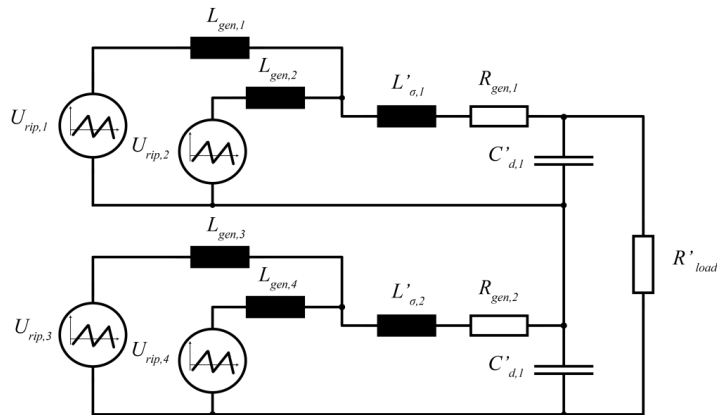 L_gen,1
L_gen,2
L'_σ,1
R_gen,1
U_rip,1
U_rip,2
C'_d,1
L_gen,3
L_gen,4
R'_load
L'_σ,2
R_gen,2
U_rip,3
U_rip,4
C'_d,1